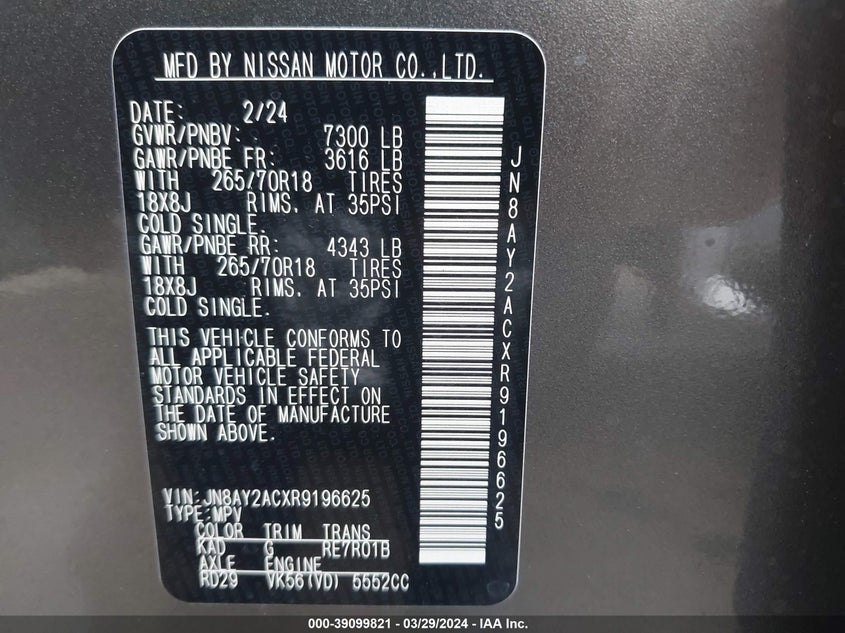 MFD BY NISSAN MOTOR CO.,LTD.
DATE: 2/24
GVWR/PNBV: 7300 LB
GAWR/PNBE FR: 3616 LB
WITH 265/70R18 TIRES
18X8J RIMS. AT 35PSI
COLD SINGLE.
GAWR/PNBE RR: 4343 LB
WITH 265/70R18 TIRES
18X8J RIMS. AT 35PSI
COLD SINGLE.
THIS VEHICLE CONFORMS TO
ALL APPLICABLE FEDERAL
MOTOR VEHICLE SAFETY
STANDARDS IN EFFECT ON
THE DATE OF MANUFACTURE
SHOWN ABOVE.
VIN:JN8AY2ACXR9196625
TYPE:MPV
COLOR TRIM TRANS
KAD G RE7R01B
AXLE ENGINE
RD29 VK56(VD) 5552CC
JN8AY2ACXR9196625
000-39099821 - 03/29/2024 - IAA Inc.